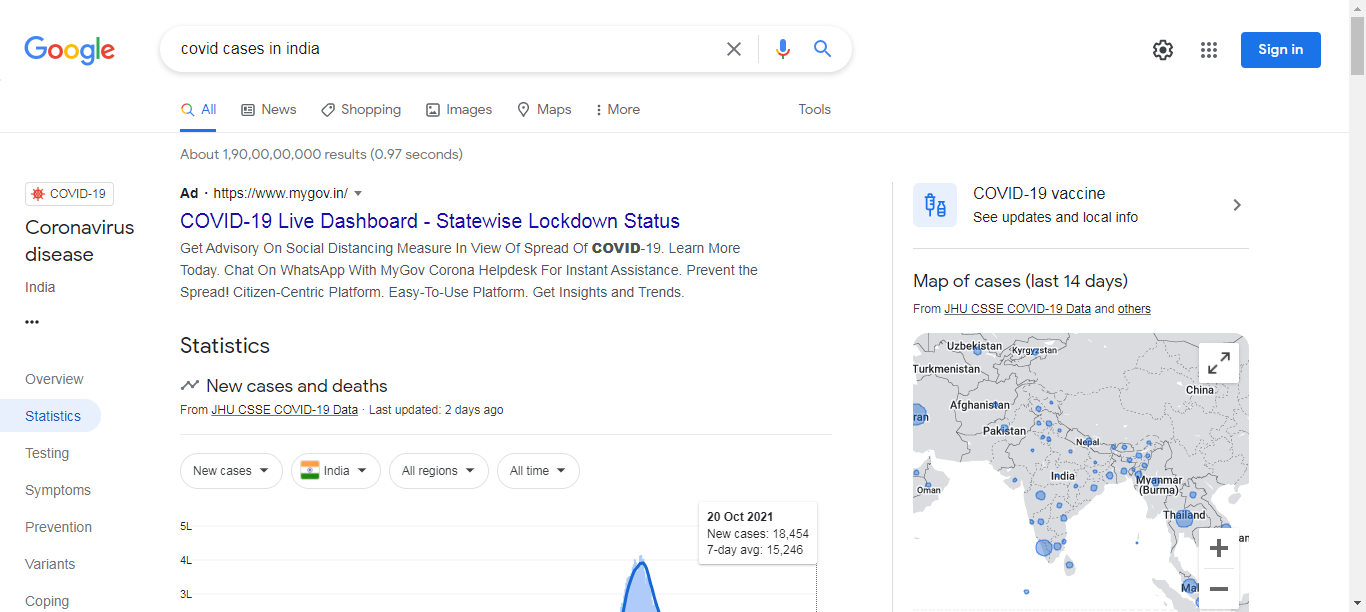 Google
covid cases in india
Sign in
All
News
Shopping
Images
Maps
More
Tools
About 1,90,00,00,000 results (0.97 seconds)
COVID-19
Coronavirus
disease
India
Overview
Statistics
Testing
Symptoms
Prevention
Variants
Coping
Ad · https://www.mygov.in/
COVID-19 Live Dashboard - Statewise Lockdown Status
Get Advisory On Social Distancing Measure In View Of Spread Of COVID-19. Learn More
Today. Chat On WhatsApp With MyGov Corona Helpdesk For Instant Assistance. Prevent the
Spread! Citizen-Centric Platform. Easy-To-Use Platform. Get Insights and Trends.
Statistics
New cases and deaths
From JHU CSSE COVID-19 Data · Last updated: 2 days ago
New cases
India
All regions
All time
5L
4L
3L
20 Oct 2021
New cases: 18,454
7-day avg: 15,246
COVID-19 vaccine
See updates and local info
Map of cases (last 14 days)
From JHU CSSE COVID-19 Data and others
Uzbekistan
Kyrgyzstan
Turkmenistan
China
Afghanistan
ran
Pakistan
Nepal
Oman
India
Myanmar
(Burma)
Thailand
an
Mal